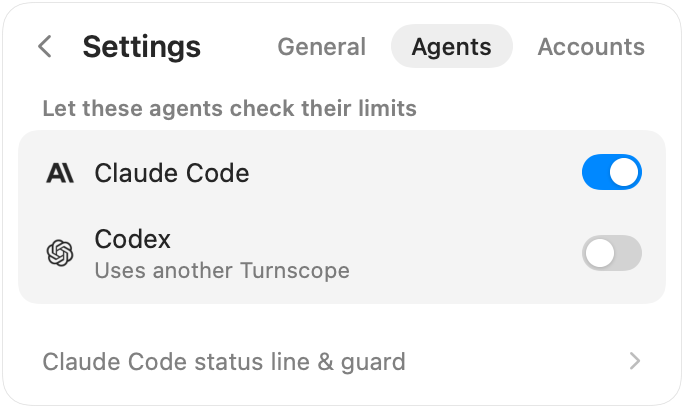 Settings
General
Agents
Accounts
Let these agents check their limits
Claude Code
Codex
Uses another Turnscope
Claude Code status line & guard